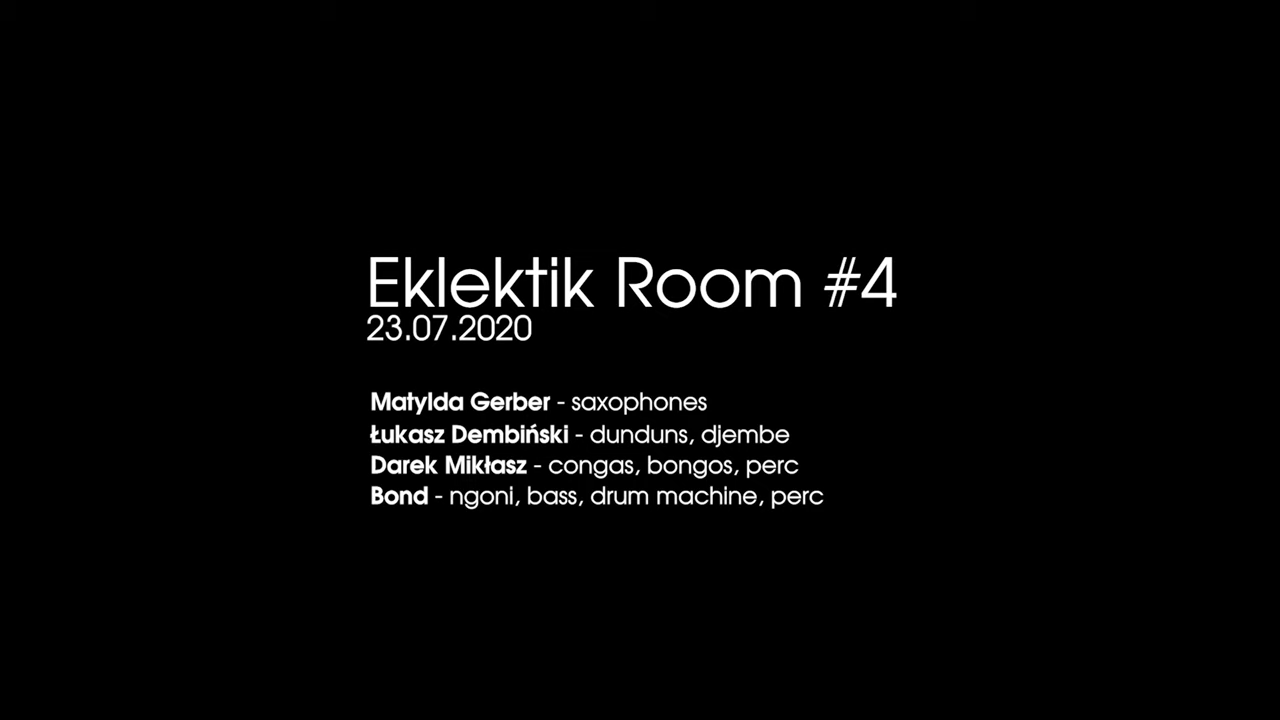 Eklektik Room #4
23.07.2020
Matylda Gerber - saxophones
Łukasz Dembiński - dunduns, djembe
Darek Mikłasz - congas, bongos, perc
Bond - ngoni, bass, drum machine, perc